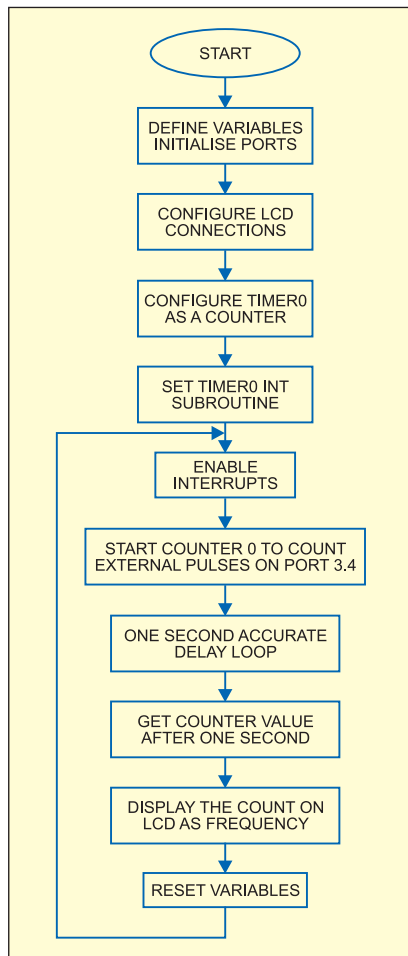 START
DEFINE VARIABLES
INITIALISE PORTS
CONFIGURE LCD
CONNECTIONS
CONFIGURE TIMER0
AS A COUNTER
SET TIMER0 INT
SUBROUTINE
ENABLE
INTERRUPTS
START COUNTER 0 TO COUNT
EXTERNAL PULSES ON PORT 3.4
ONE SECOND ACCURATE
DELAY LOOP
GET COUNTER VALUE
AFTER ONE SECOND
DISPLAY THE COUNT ON
LCD AS FREQUENCY
RESET VARIABLES